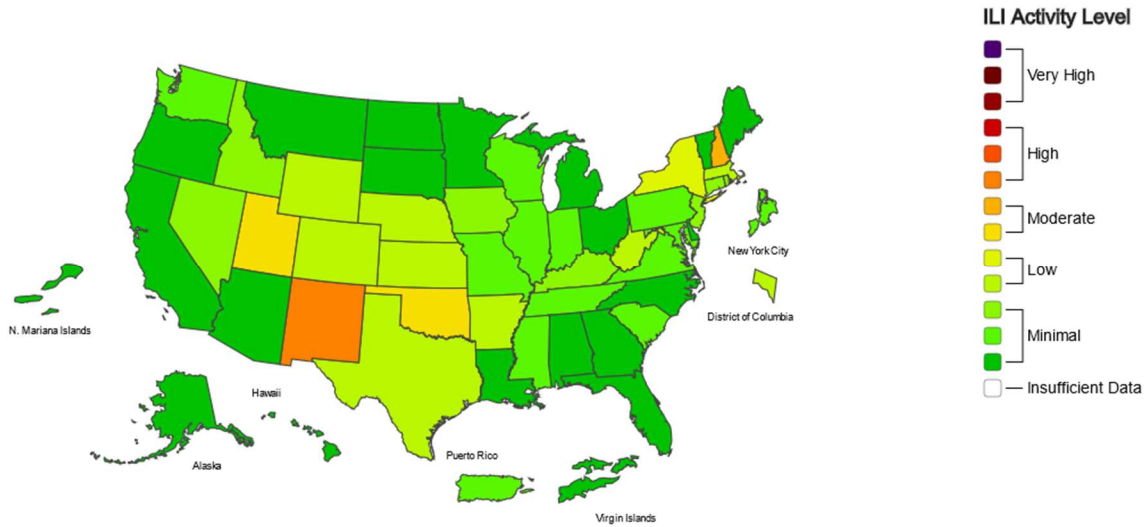 ILI Activity Level
Very High
High
Moderate
Low
Minimal
Insufficient Data
New York City
District of Columbia
N. Mariana Islands
Hawaii
Alaska
Puerto Rico
Virgin Islands